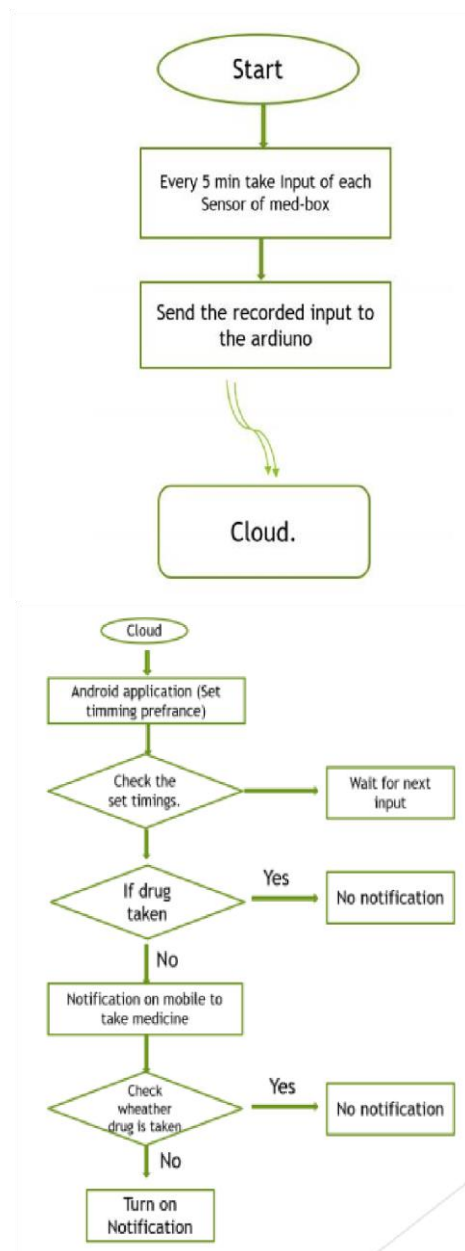 Start
Every 5 min take Input of each
Sensor of med-box
Send the recorded input to
the ardiuno
Cloud.
Cloud
Android application (Set
timming prefrance)
Check the
set timings.
Wait for next
input
If drug
taken
Yes
No notification
No
Notification on mobile to
take medicine
Check
wheather
drug is taken
Yes
No notification
No
Turn on
Notification